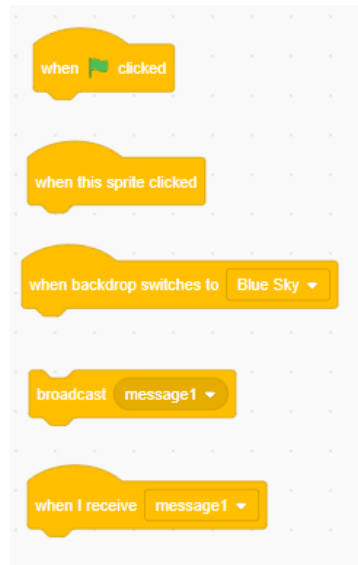 when clicked
when this sprite clicked
when backdrop switches to Blue Sky
broadcast message1
when I receive message1